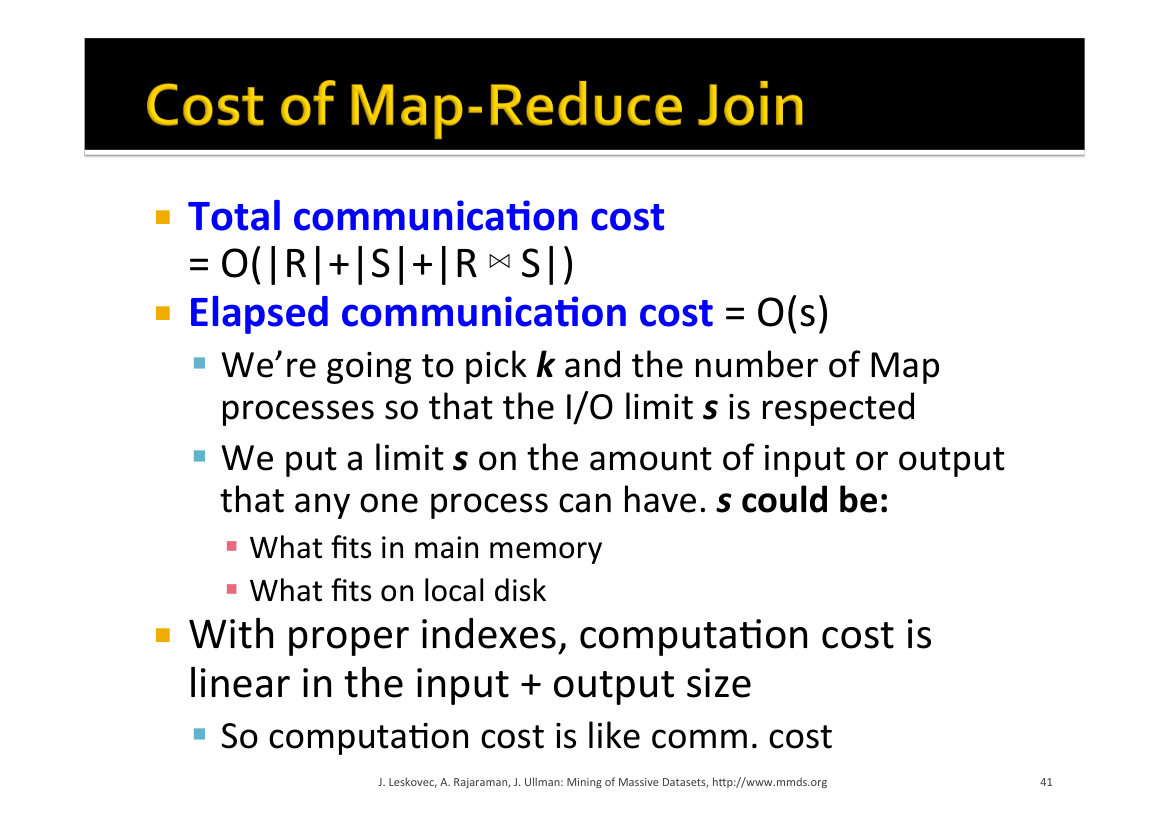 Cost of Map-Reduce Join
Total communication cost
= O(|R|+|S|+|R ⋈ S|)
Elapsed communication cost = O(s)
We’re going to pick k and the number of Map
processes so that the I/O limit s is respected
We put a limit s on the amount of input or output
that any one process can have. s could be:
What fits in main memory
What fits on local disk
With proper indexes, computation cost is
linear in the input + output size
So computation cost is like comm. cost
J. Leskovec, A. Rajaraman, J. Ullman: Mining of Massive Datasets, http://www.mmds.org 41